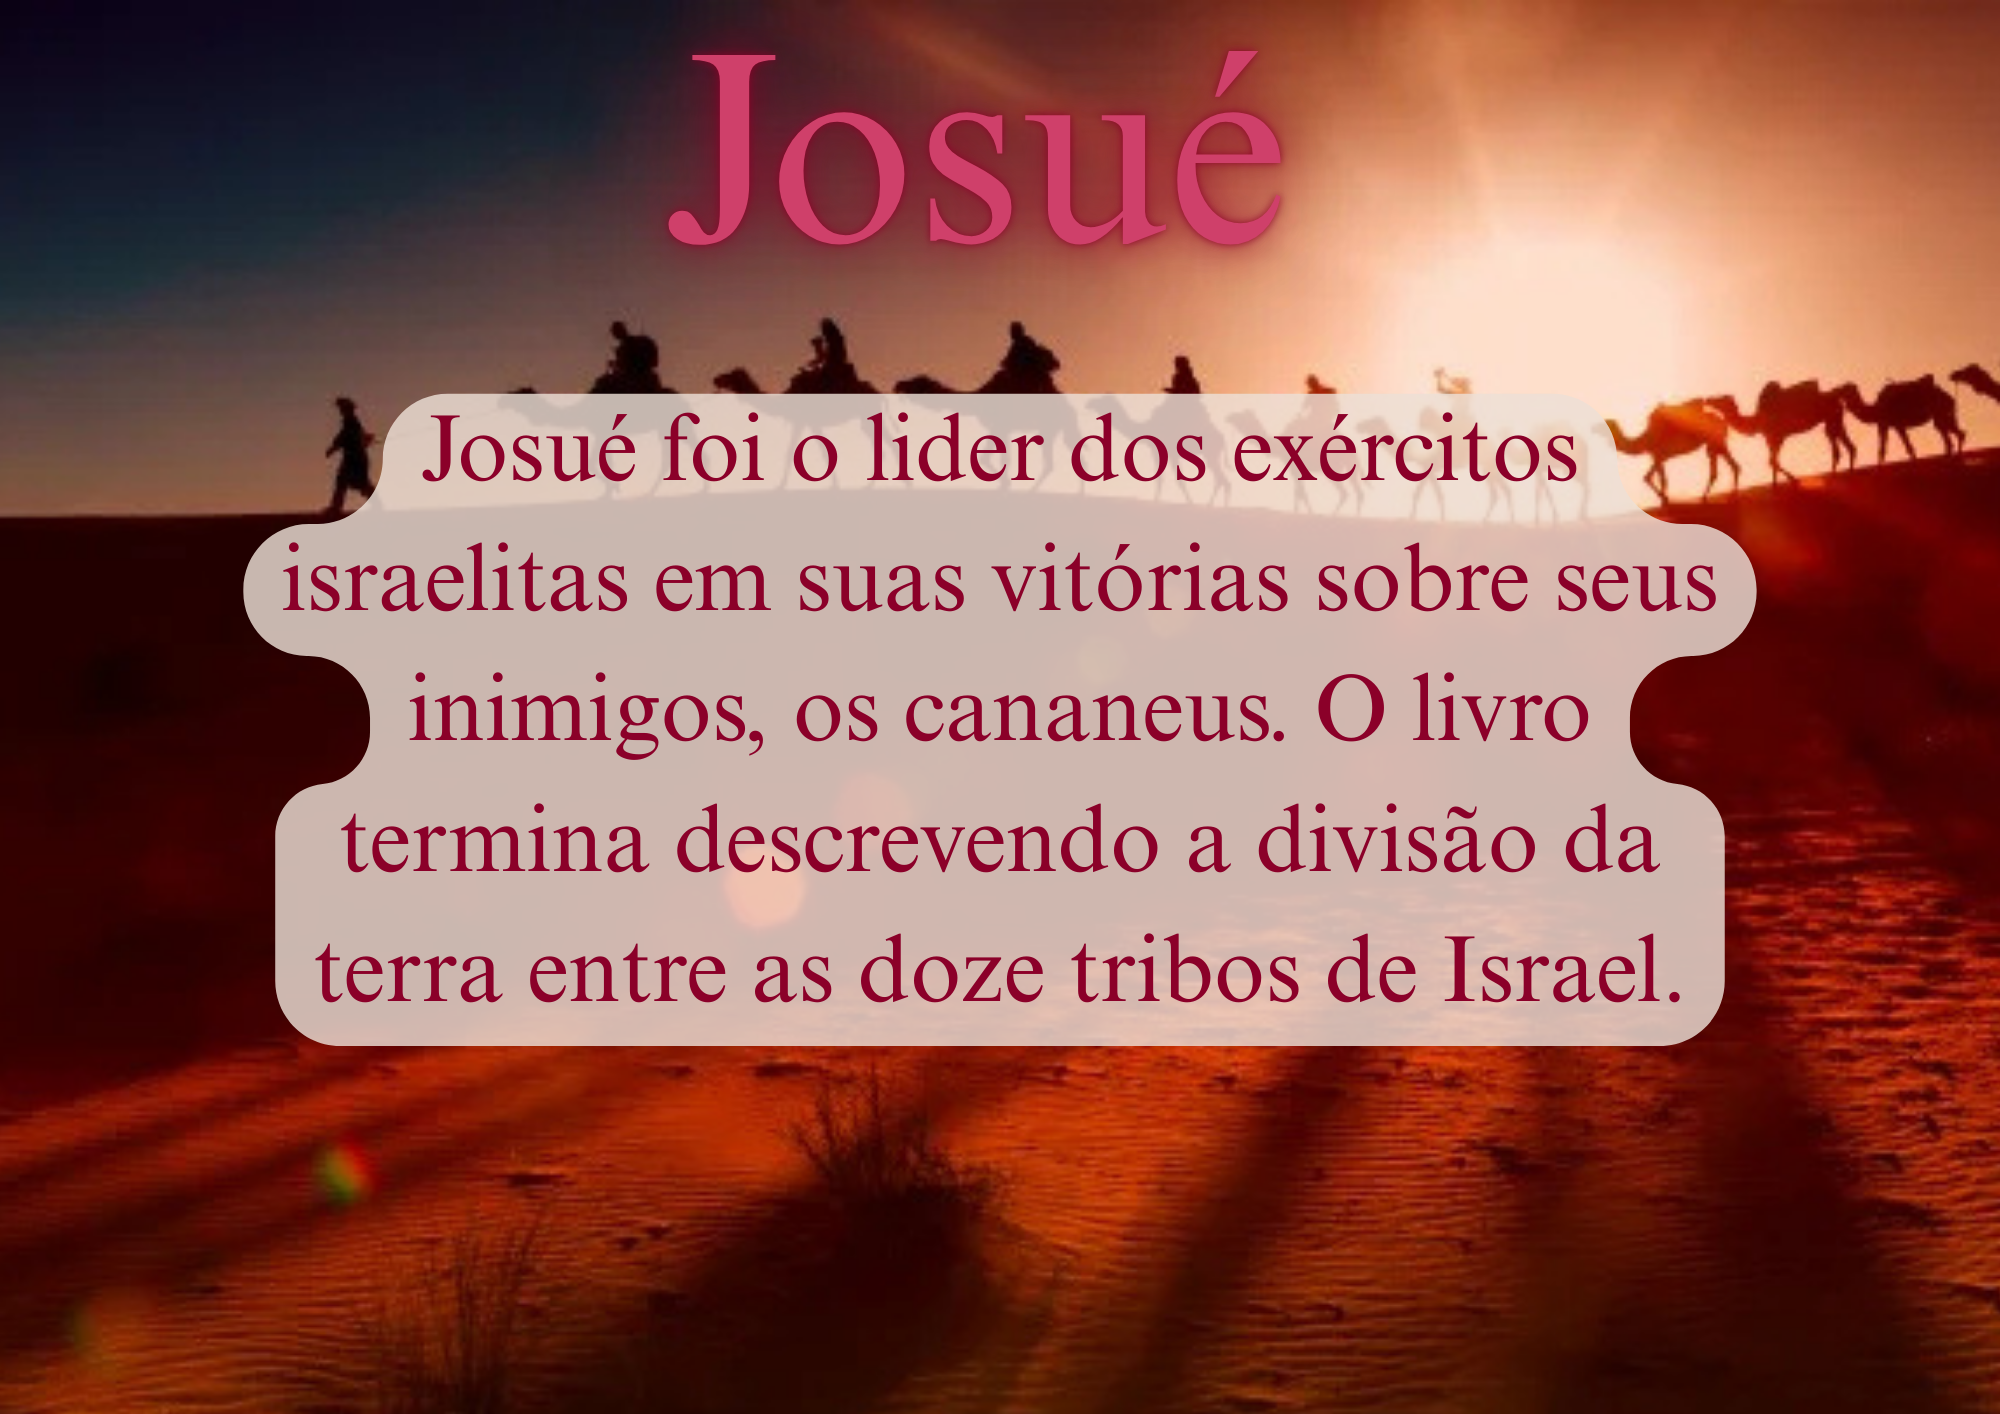 Josué
Josué foi o lider dos exércitos
israelitas em suas vitórias sobre seus
inimigos, os cananeus. O livro
termina descrevendo a divisão da
terra entre as doze tribos de Israel.